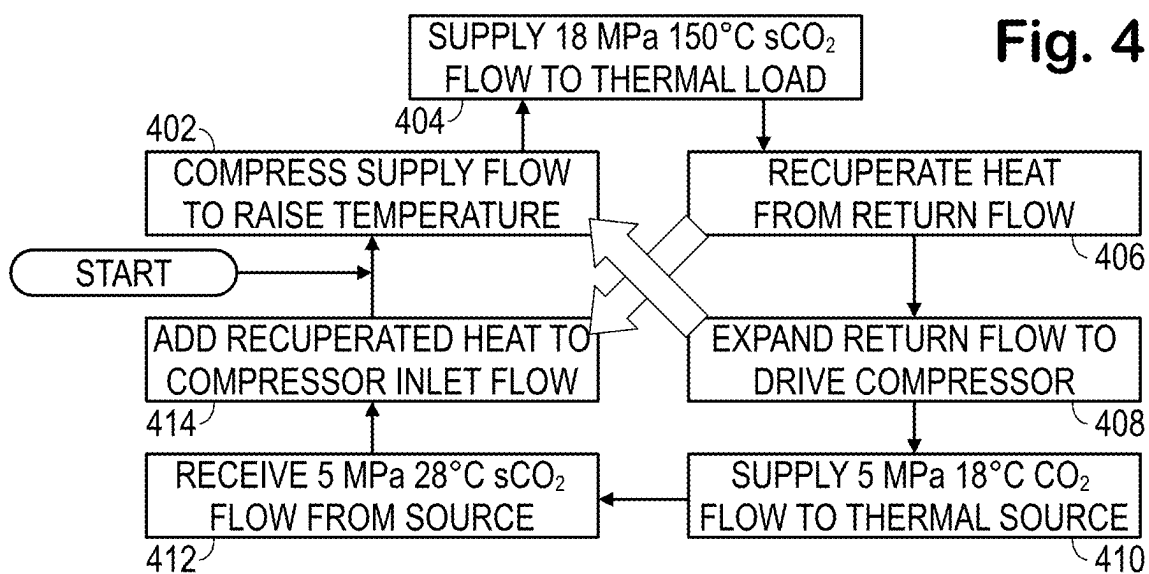 Fig. 4
SUPPLY 18 MPa 150°C sCO₂
FLOW TO THERMAL LOAD
404
402
COMPRESS SUPPLY FLOW
TO RAISE TEMPERATURE
RECUPERATE HEAT
FROM RETURN FLOW
406
START
ADD RECUPERATED HEAT TO
COMPRESSOR INLET FLOW
414
EXPAND RETURN FLOW TO
DRIVE COMPRESSOR
408
RECEIVE 5 MPa 28°C sCO₂
FLOW FROM SOURCE
412
SUPPLY 5 MPa 18°C CO₂
FLOW TO THERMAL SOURCE
410